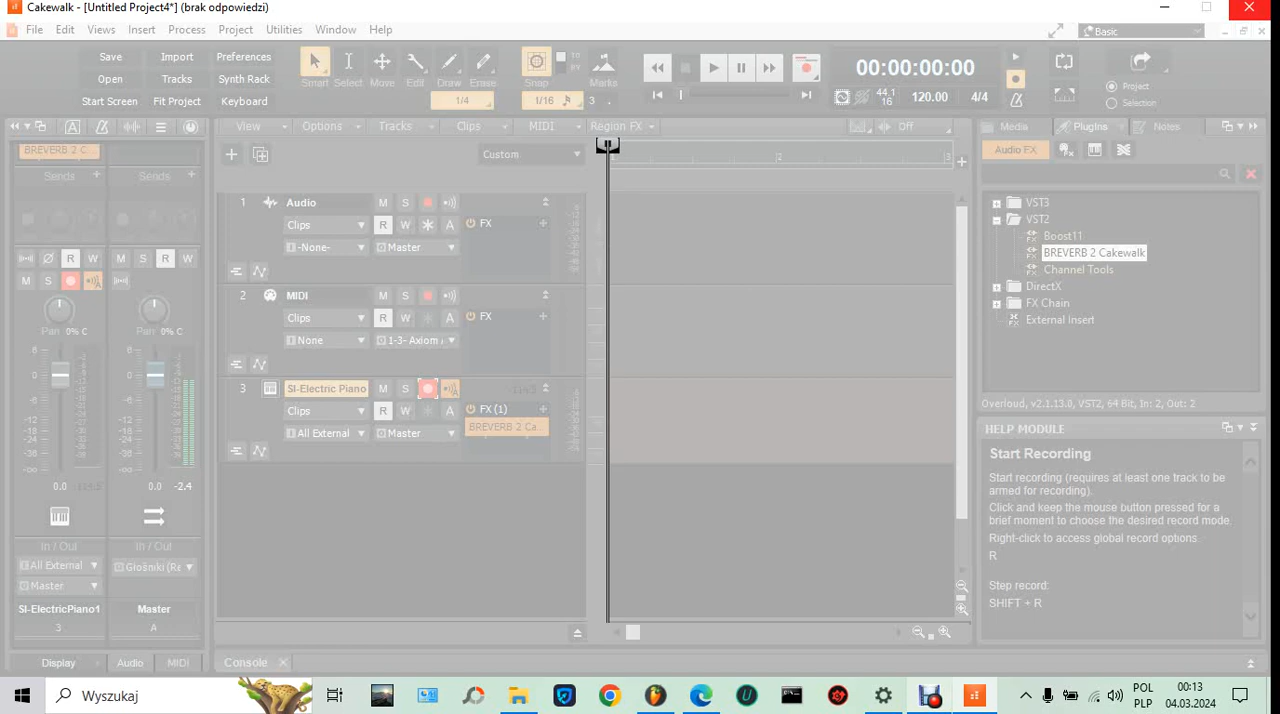 Cakewalk - [Untitled Project4*] (brak odpowiedzi)
File Edit Views Insert Process Project Utilities Window Help
Basic
Save Import Preferences
Open Tracks Synth Rack
Start Screen Fit Project Keyboard
Smart Select Move Edit Draw Erase Snap Marks
TO
BY
1/4 1/16 3
00:00:00:00
44.1
16
120.00 4/4
Project
Selection
View Options Tracks Clips MIDI Region FX Off
Custom
1 2 3
BREVERB 2 C
Sends Sends
R W M S R W
M S
Pan 0% C Pan 0% C
0.0 0.0 -2.4
In / Out In / Out
All External Głośniki (Re
Master
SI-ElectricPiano1 Master
3 A
Display Audio MIDI
1 Audio M S
Clips R W A FX
-None- Master
2 MIDI M S
Clips R W A FX
None 1-3- Axiom A
3 SI-Electric Piano M S
Clips R W A FX (1)
All External Master BREVERB 2 Ca...
Console
Media PlugIns Notes
Audio FX
VST3
VST2
Boost11
BREVERB 2 Cakewalk
Channel Tools
DirectX
FX Chain
External Insert
Overloud, v2.1.13.0, VST2, 64 Bit, In: 2, Out: 2
HELP MODULE
Start Recording
Start recording (requires at least one track to be
armed for recording).
Click and keep the mouse button pressed for a
brief moment to choose the desired record mode.
Right-click to access global record options.
R
Step record:
SHIFT + R
Wyszukaj
POL
PLP
00:13
04.03.2024